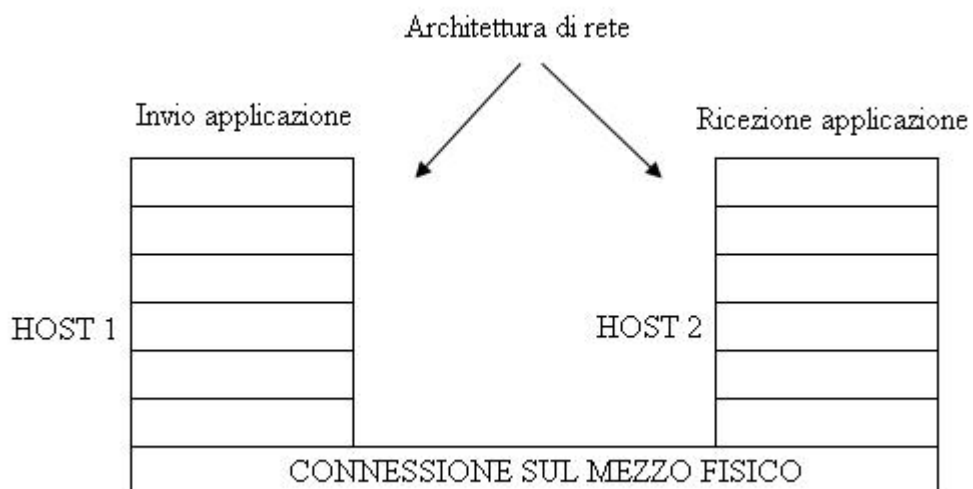 Architettura di rete
Invio applicazione
Ricezione applicazione
HOST 1
HOST 2
CONNESSIONE SUL MEZZO FISICO